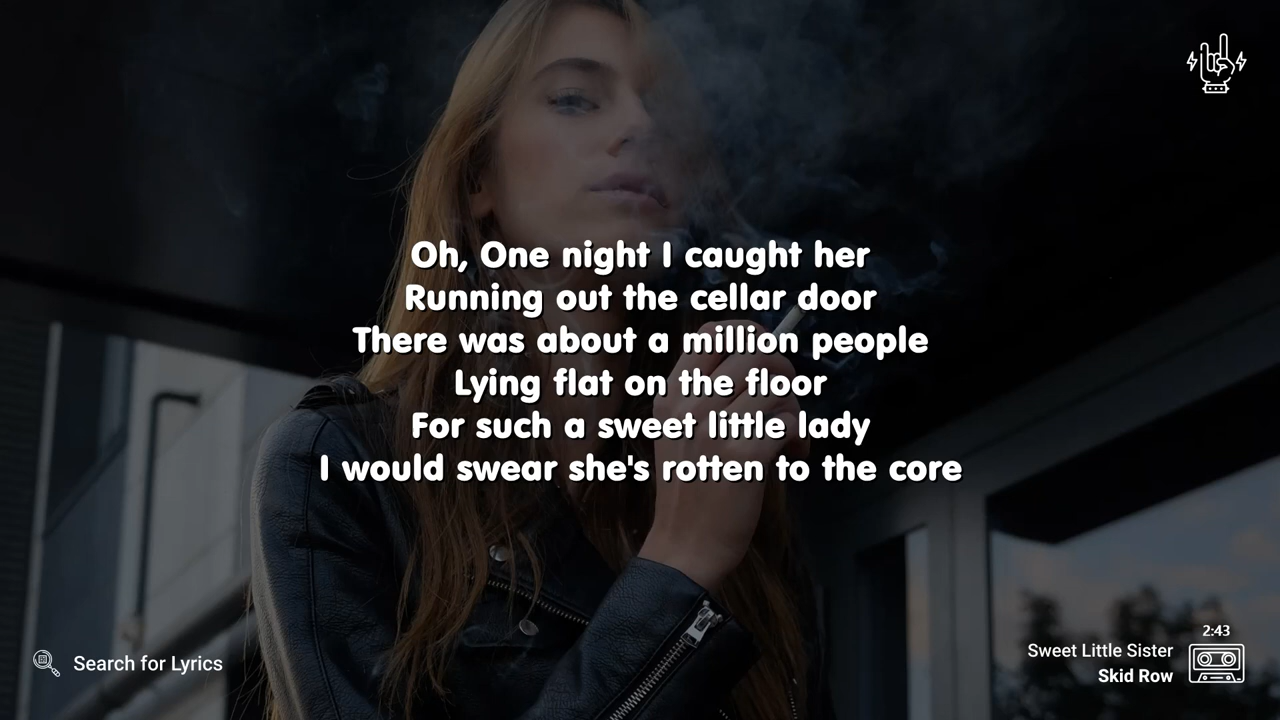 Oh, One night I caught her
Running out the cellar door
There was about a million people
Lying flat on the floor
For such a sweet little lady
I would swear she's rotten to the core
Search for Lyrics
2:43
Sweet Little Sister
Skid Row